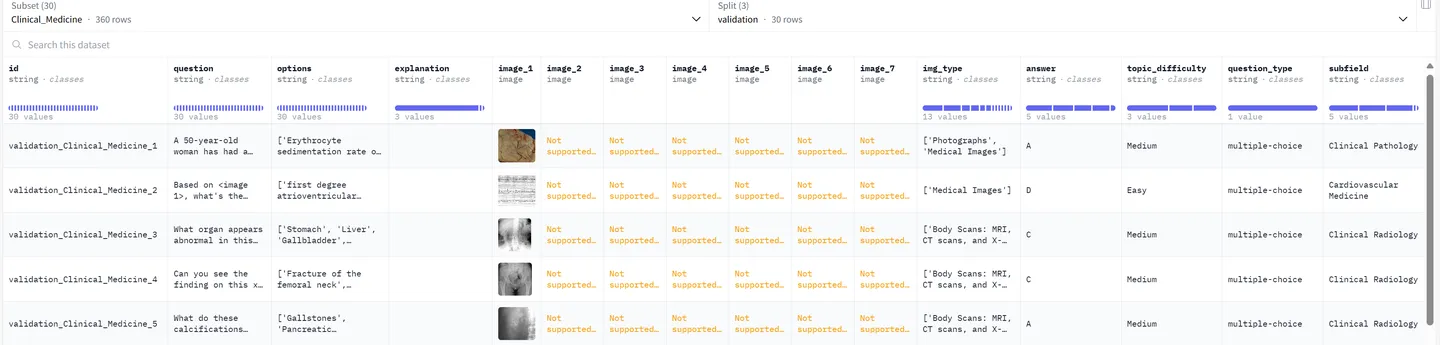 Subset (30)
Clinical_Medicine · 360 rows
Split (3)
validation · 30 rows
Search this dataset
id question options explanation image_1 image_2 image_3 image_4 image_5 image_6 image_7 img_type answer topic_difficulty question_type subfield
string · classes string · classes string · classes string · classes image image image image image image image string · classes string · classes string · classes string · classes string · classes
30 values 30 values 30 values 3 values 13 values 5 values 3 values 1 value 5 values
validation_Clinical_Medicine_1
A 50-year-old
woman has had a…
['Erythrocyte
sedimentation rate o…
Not
supported…
Not
supported…
Not
supported…
Not
supported…
Not
supported…
Not
supported…
['Photographs',
'Medical Images']
A
Medium
multiple-choice
Clinical Pathology
validation_Clinical_Medicine_2
Based on <image
1>, what's the…
['first degree
atrioventricular…
Not
supported…
Not
supported…
Not
supported…
Not
supported…
Not
supported…
Not
supported…
['Medical Images']
D
Easy
multiple-choice
Cardiovascular
Medicine
validation_Clinical_Medicine_3
What organ appears
abnormal in this…
['Stomach', 'Liver',
'Gallbladder',…
Not
supported…
Not
supported…
Not
supported…
Not
supported…
Not
supported…
Not
supported…
['Body Scans: MRI,
CT scans, and X-…
C
Medium
multiple-choice
Clinical Radiology
validation_Clinical_Medicine_4
Can you see the
finding on this x…
['Fracture of the
femoral neck',…
Not
supported…
Not
supported…
Not
supported…
Not
supported…
Not
supported…
Not
supported…
['Body Scans: MRI,
CT scans, and X-…
C
Medium
multiple-choice
Clinical Radiology
validation_Clinical_Medicine_5
What do these
calcifications…
['Gallstones',
'Pancreatic…
Not
supported…
Not
supported…
Not
supported…
Not
supported…
Not
supported…
Not
supported…
['Body Scans: MRI,
CT scans, and X-…
A
Medium
multiple-choice
Clinical Radiology